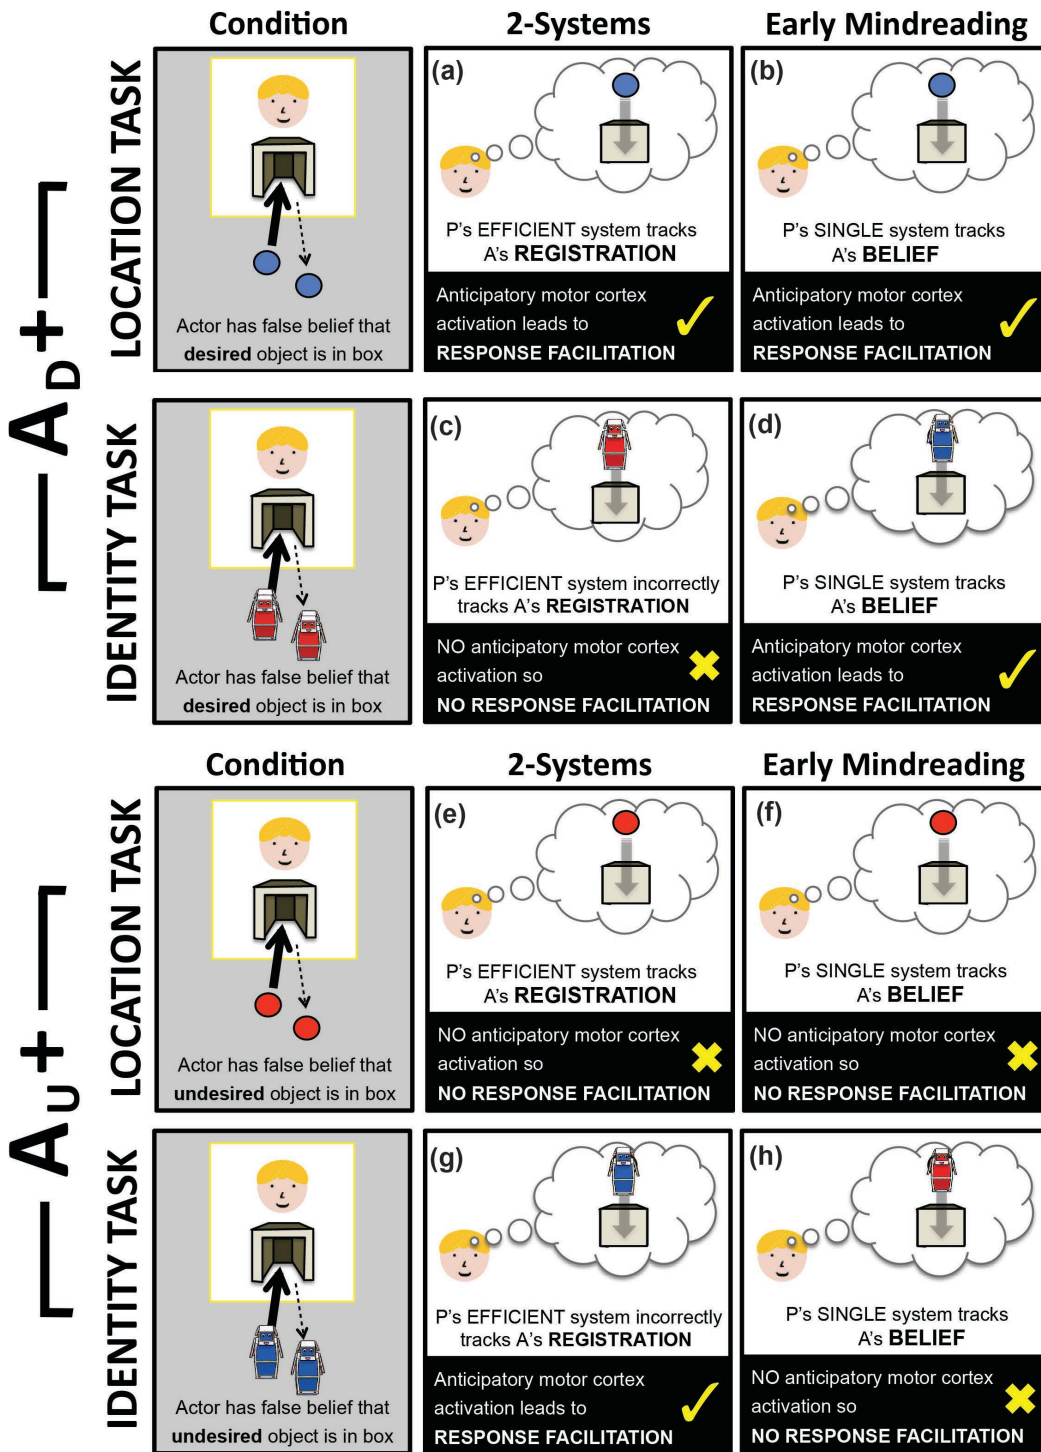 Condition
2-Systems
Early Mindreading
A_D+
LOCATION TASK
Actor has false belief that
desired object is in box
(a)
P's EFFICIENT system tracks
A's REGISTRATION
Anticipatory motor cortex
activation leads to
RESPONSE FACILITATION
(b)
P's SINGLE system tracks
A's BELIEF
Anticipatory motor cortex
activation leads to
RESPONSE FACILITATION
IDENTITY TASK
Actor has false belief that
desired object is in box
(c)
P's EFFICIENT system incorrectly
tracks A's REGISTRATION
NO anticipatory motor cortex
activation so
NO RESPONSE FACILITATION
(d)
P's SINGLE system tracks
A's BELIEF
Anticipatory motor cortex
activation leads to
RESPONSE FACILITATION
Condition
2-Systems
Early Mindreading
A_U+
LOCATION TASK
Actor has false belief that
undesired object is in box
(e)
P's EFFICIENT system tracks
A's REGISTRATION
NO anticipatory motor cortex
activation so
NO RESPONSE FACILITATION
(f)
P's SINGLE system tracks
A's BELIEF
NO anticipatory motor cortex
activation so
NO RESPONSE FACILITATION
IDENTITY TASK
Actor has false belief that
undesired object is in box
(g)
P's EFFICIENT system incorrectly
tracks A's REGISTRATION
Anticipatory motor cortex
activation leads to
RESPONSE FACILITATION
(h)
P's SINGLE system tracks
A's BELIEF
NO anticipatory motor cortex
activation so
NO RESPONSE FACILITATION